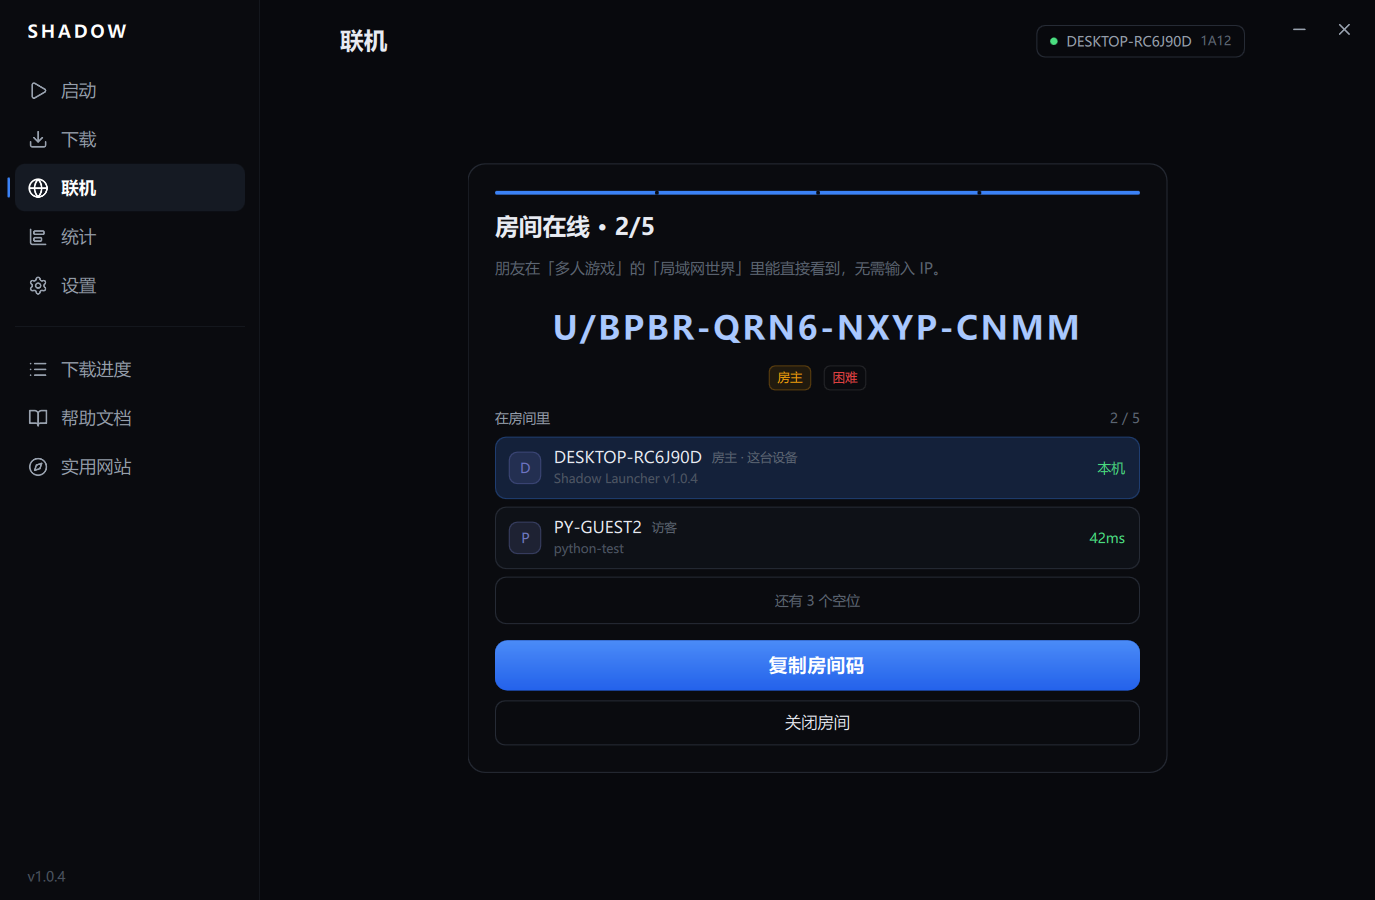 SHADOW
启动
下载
联机
统计
设置
下载进度
帮助文档
实用网站
v1.0.4
联机
DESKTOP-RC6J90D 1A12
房间在线 • 2/5
朋友在「多人游戏」的「局域网世界」里能直接看到，无需输入 IP。
U/BPBR-QRN6-NXYP-CNMM
房主 困难
在房间里 2 / 5
D
DESKTOP-RC6J90D 房主 · 这台设备
Shadow Launcher v1.0.4
本机
P
PY-GUEST2 访客
python-test
42ms
还有 3 个空位
复制房间码
关闭房间